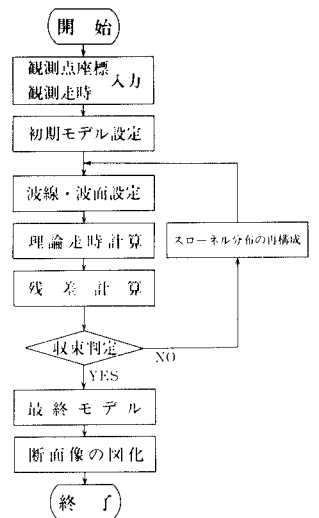 開始
観測点座標
観測走時
入力
初期モデル設定
波線・波面設定
理論走時計算
スローネル分布の再構成
残差計算
収束判定
NO
YES
最終モデル
断面像の図化
終了